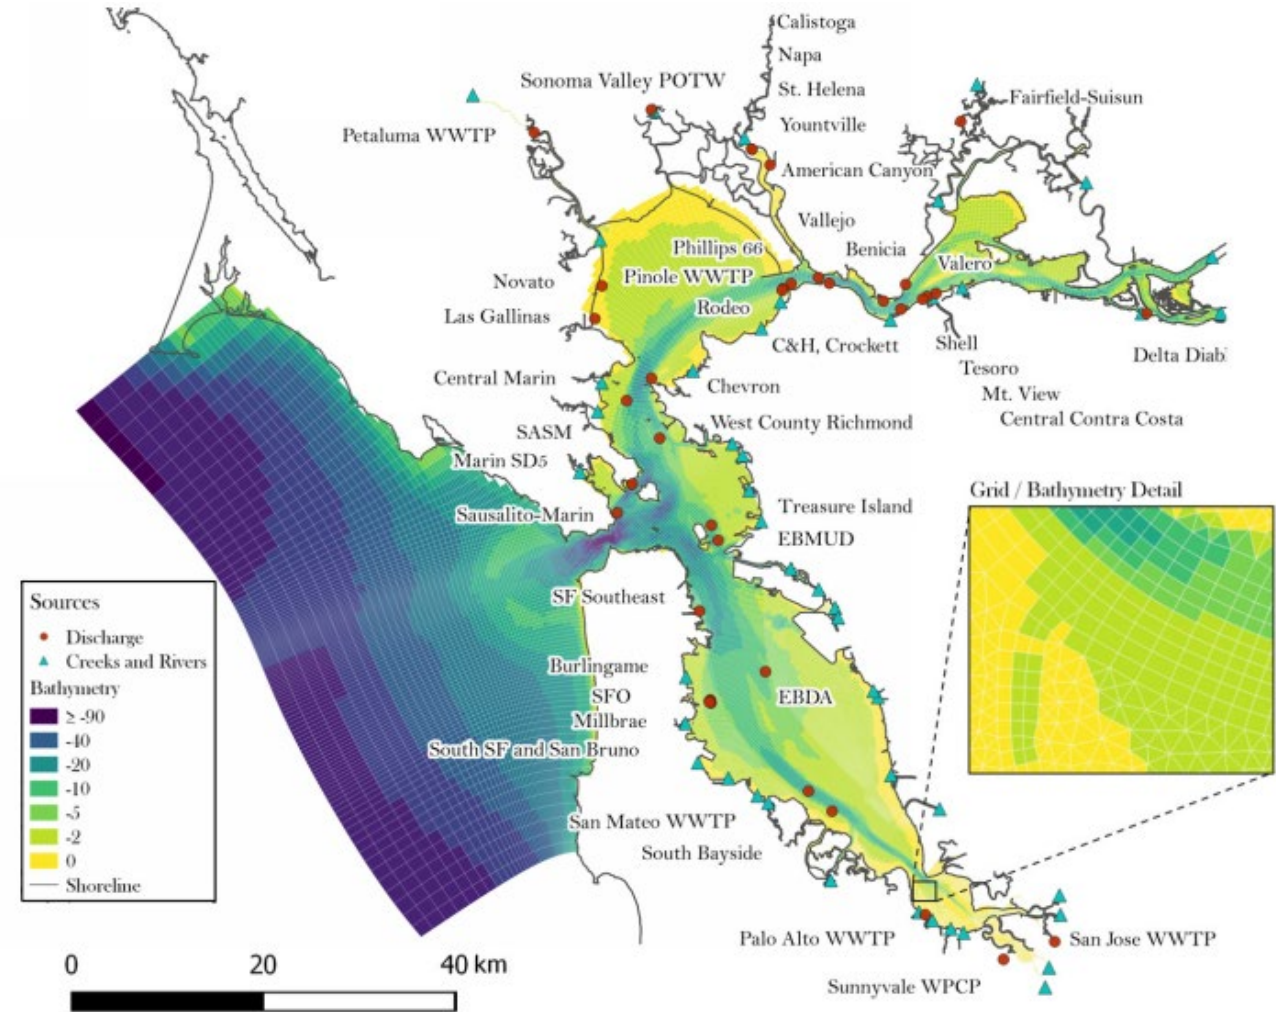 Calistoga
Napa
Sonoma Valley POTW
St. Helena
Fairfield-Suisun
Petaluma WWTP
Yountville
American Canyon
Vallejo
Phillips 66
Benicia
Novato
Pinole WWTP
Valero
Las Gallinas
Rodeo
C&H, Crockett
Shell
Delta Diab
Tesoro
Central Marin
Chevron
Mt. View
Central Contra Costa
SASM
West County Richmond
Marin SD5
Grid / Bathymetry Detail
Sausalito-Marin
Treasure Island
EBMUD
SF Southeast
Sources
Discharge
Creeks and Rivers
Bathymetry
≥ -90
-40
-20
-10
-5
-2
0
Shoreline
Burlingame
SFO
EBDA
Millbrae
South SF and San Bruno
San Mateo WWTP
South Bayside
Palo Alto WWTP
San Jose WWTP
Sunnyvale WPCP
0 20 40 km